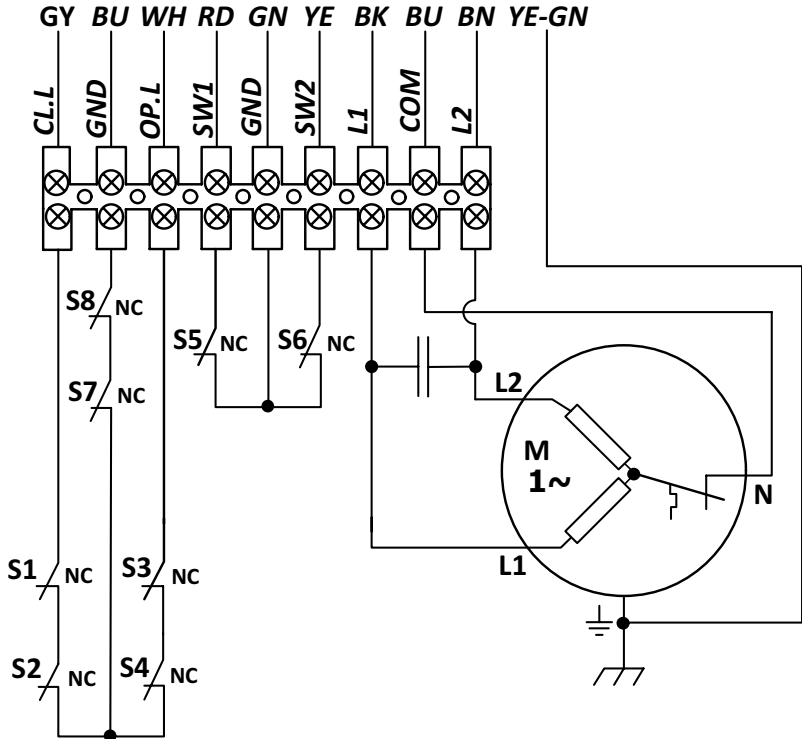 GY BU WH RD GN YE BK BU BN YE-GN
CL.L GND OP.L SW1 GND SW2 L1 COM L2
S8 NC
S5 NC S6 NC
S7 NC
L2
M
1~
N
L1
S1 NC S3 NC
S2 NC S4 NC